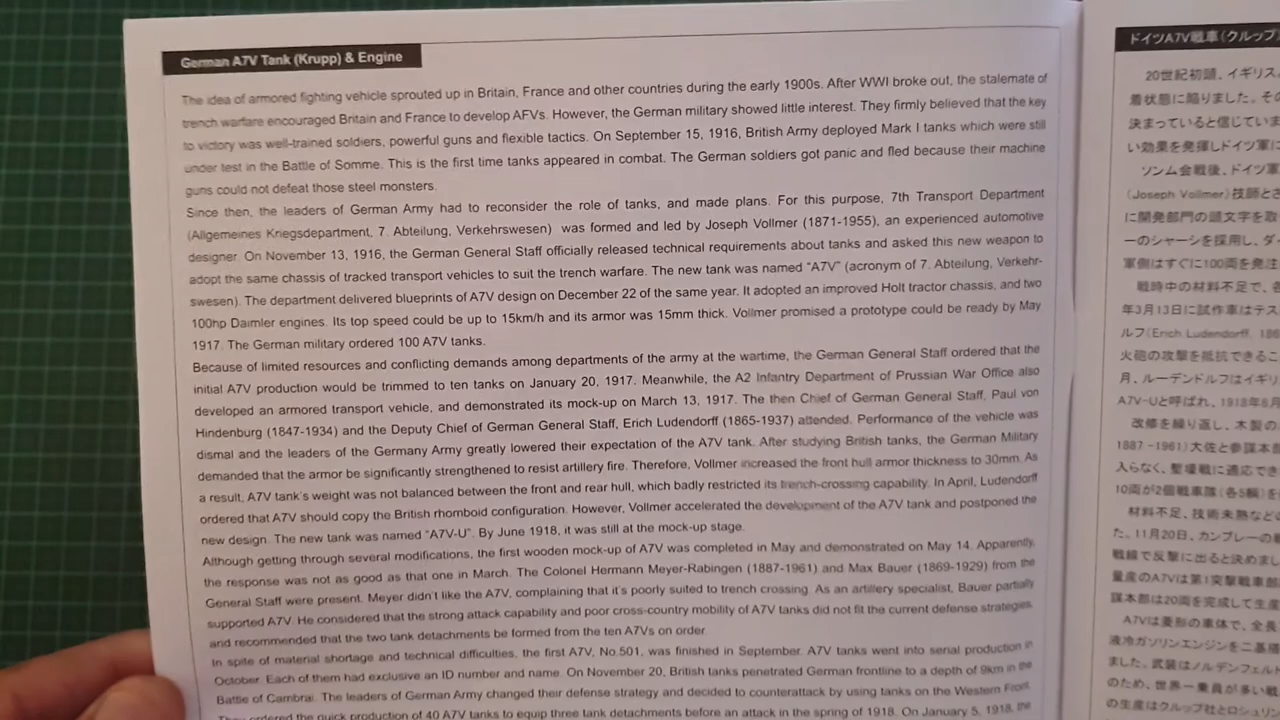 German A7V Tank (Krupp) & Engine
The idea of armored fighting vehicle sprouted up in Britain, France and other countries during the early 1900s. After WWI broke out, the stalemate of
trench warfare encouraged Britain and France to develop AFVs. However, the German military showed little interest. They firmly believed that the key
to victory was well-trained soldiers, powerful guns and flexible tactics. On September 15, 1916, British Army deployed Mark I tanks which were still
under test in the Battle of Somme. This is the first time tanks appeared in combat. The German soldiers got panic and fled because their machine
guns could not defeat those steel monsters.
Since then, the leaders of German Army had to reconsider the role of tanks, and made plans. For this purpose, 7th Transport Department
(Allgemeines Kriegsdepartment, 7. Abteilung, Verkehrswesen) was formed and led by Joseph Vollmer (1871-1955), an experienced automotive
designer. On November 13, 1916, the German General Staff officially released technical requirements about tanks and asked this new weapon to
adopt the same chassis of tracked transport vehicles to suit the trench warfare. The new tank was named "A7V" (acronym of 7. Abteilung, Verkehr-
swesen). The department delivered blueprints of A7V design on December 22 of the same year. It adopted an improved Holt tractor chassis, and two
100hp Daimler engines. Its top speed could be up to 15km/h and its armor was 15mm thick. Vollmer promised a prototype could be ready by May
1917. The German military ordered 100 A7V tanks.
Because of limited resources and conflicting demands among departments of the army at the wartime, the German General Staff ordered that the
initial A7V production would be trimmed to ten tanks on January 20, 1917. Meanwhile, the A2 Infantry Department of Prussian War Office also
developed an armored transport vehicle, and demonstrated its mock-up on March 13, 1917. The then Chief of German General Staff, Paul von
Hindenburg (1847-1934) and the Deputy Chief of German General Staff, Erich Ludendorff (1865-1937) attended. Performance of the vehicle was
dismal and the leaders of the Germany Army greatly lowered their expectation of the A7V tank. After studying British tanks, the German Military
demanded that the armor be significantly strengthened to resist artillery fire. Therefore, Vollmer increased the front hull armor thickness to 30mm. As
a result, A7V tank's weight was not balanced between the front and rear hull, which badly restricted its trench-crossing capability. In April, Ludendorff
ordered that A7V should copy the British rhomboid configuration. However, Vollmer accelerated the development of the A7V tank and postponed the
new design. The new tank was named "A7V-U". By June 1918, it was still at the mock-up stage.
Although getting through several modifications, the first wooden mock-up of A7V was completed in May and demonstrated on May 14. Apparently,
the response was not as good as that one in March. The Colonel Hermann Meyer-Rabingen (1887-1961) and Max Bauer (1869-1929) from the
General Staff were present. Meyer didn't like the A7V, complaining that it's poorly suited to trench crossing. As an artillery specialist, Bauer partially
supported A7V. He considered that the strong attack capability and poor cross-country mobility of A7V tanks did not fit the current defense strategies,
and recommended that the two tank detachments be formed from the ten A7Vs on order.
In spite of material shortage and technical difficulties, the first A7V, No.501, was finished in September. A7V tanks went into serial production in
October. Each of them had exclusive an ID number and name. On November 20, British tanks penetrated German frontline to a depth of 9km in the
Battle of Cambrai. The leaders of German Army changed their defense strategy and decided to counterattack by using tanks on the Western Front.
They ordered the quick production of 40 A7V tanks to equip three tank detachments before an attack in the spring of 1918. On January 5, 1918, the
ドイツA7V戦車(クルップ
20世紀初頭、イギリス
着状態に陥りました。その
決まっていると信じていま
い効果を発揮しドイツ軍に
ソンム会戦後、ドイツ軍
(Joseph Vollmer)技師とさ
に開発部門の頭文字を取
ーのシャーシを採用し、ダイ
軍側はすぐに100両を発注
戦時中の材料不足で、各
年3月13日に試作車はテス
ルフ(Erich Ludendorff, 186
火砲の攻撃を抵抗できるこ
月、ルーデンドルフはイギリ
A7V-Uと呼ばれ、1918年6月
改修を繰り返し、木製の
1887-1961)大佐と参謀本部
入らなく、塹壕戦に適応でき
10両が2個戦車隊(各5輌)を
材料不足、技術未熟などの
た。11月20日、カンブレーの戦
戦線で反撃に出ると決めまし
量産のA7Vは第1突撃戦車部
謀本部は20両を完成して生産
A7Vは菱形の車体で、全長
液冷ガソリンエンジンを二基搭
ました。武装はノルデンフェルト
のため、世界一乗員が多い戦
の生産はクルップ社とロシュリン